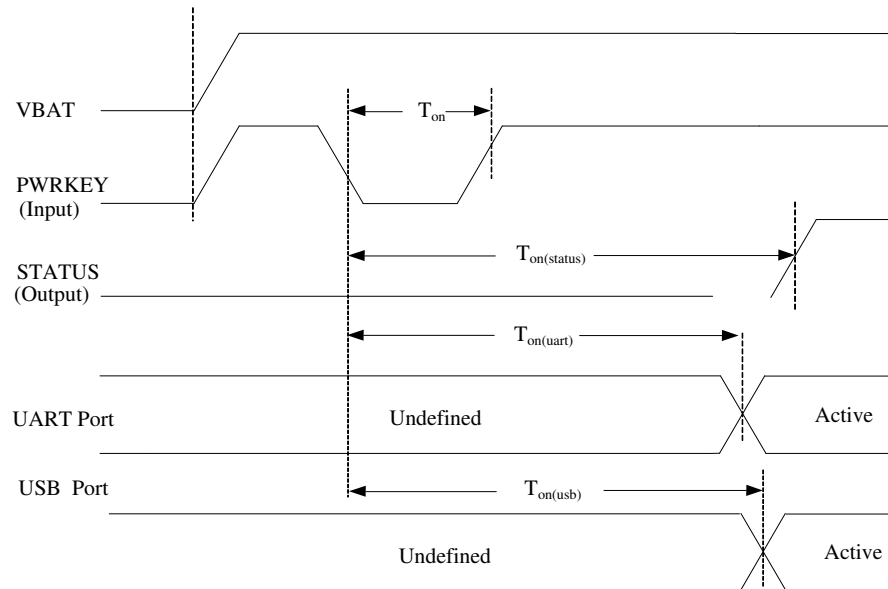 VBAT
T_on
PWRKEY
(Input)
STATUS
(Output)
T_on(status)
T_on(uart)
UART Port
Undefined
Active
USB Port
T_on(usb)
Undefined
Active